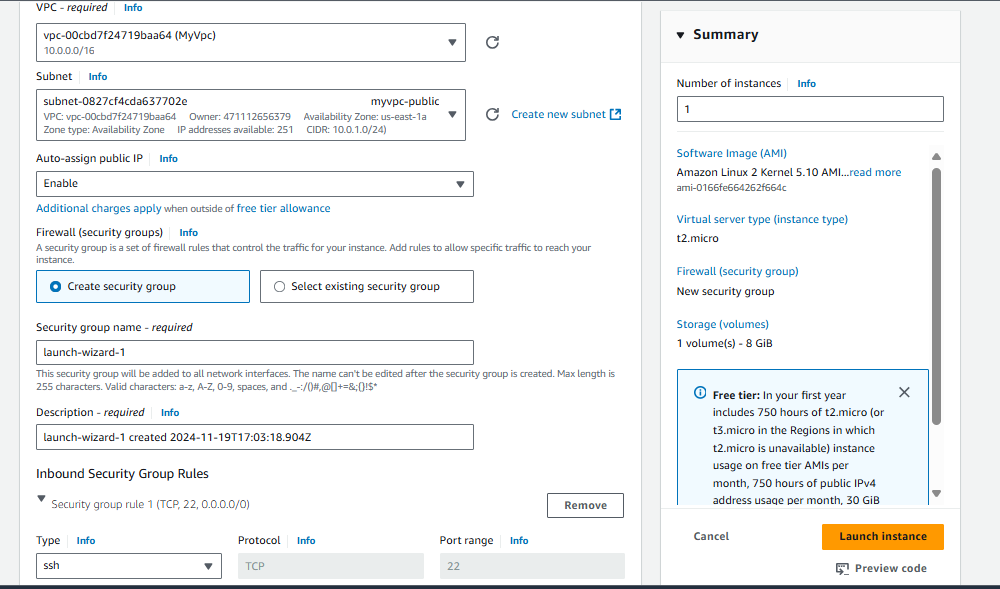 VPC - required Info
vpc-00cbd7f24719baa64 (MyVpc)
10.0.0.0/16
Subnet Info
subnet-0827cf4cda637702e myvpc-public
VPC: vpc-00cbd7f24719baa64 Owner: 471112656379 Availability Zone: us-east-1a
Zone type: Availability Zone IP addresses available: 251 CIDR: 10.0.1.0/24)
Create new subnet
Auto-assign public IP Info
Enable
Additional charges apply when outside of free tier allowance
Firewall (security groups) Info
A security group is a set of firewall rules that control the traffic for your instance. Add rules to allow specific traffic to reach your
instance.
Create security group
Select existing security group
Security group name - required
launch-wizard-1
This security group will be added to all network interfaces. The name can't be edited after the security group is created. Max length is
255 characters. Valid characters: a-z, A-Z, 0-9, spaces, and ._-:/()#,@[]+=&;{}!$*
Description - required Info
launch-wizard-1 created 2024-11-19T17:03:18.904Z
Inbound Security Group Rules
Security group rule 1 (TCP, 22, 0.0.0.0/0)
Remove
Type Info
ssh
Protocol Info
TCP
Port range Info
22
Summary
Number of instances Info
1
Software Image (AMI)
Amazon Linux 2 Kernel 5.10 AMI...read more
ami-0166fe664262f664c
Virtual server type (instance type)
t2.micro
Firewall (security group)
New security group
Storage (volumes)
1 volume(s) - 8 GiB
Free tier: In your first year
includes 750 hours of t2.micro (or
t3.micro in the Regions in which
t2.micro is unavailable) instance
usage on free tier AMIs per
month, 750 hours of public IPv4
address usage per month, 30 GiB
Cancel
Launch instance
Preview code